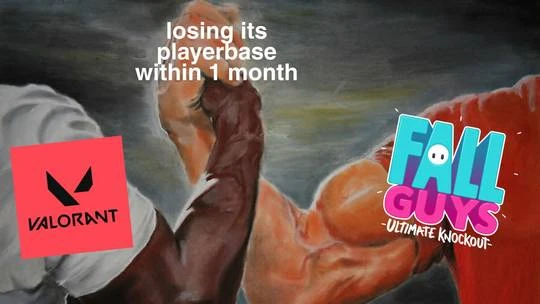 losing its
playerbase
within 1 month
VALORANT
FALL
GUYS
-ULTIMATE KNOCKOUT-